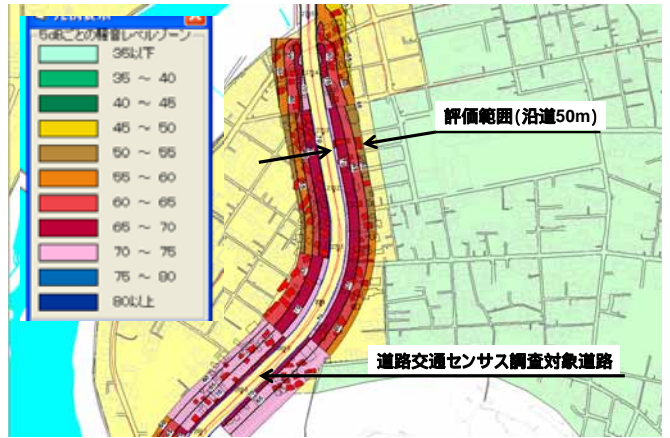 5dBごとの騒音レベルゾーン
35以下
35 ～ 40
40 ～ 45
45 ～ 50
50 ～ 55
55 ～ 60
60 ～ 65
65 ～ 70
70 ～ 75
75 ～ 80
80以上
評価範囲(沿道50m)
道路交通センサス調査対象道路